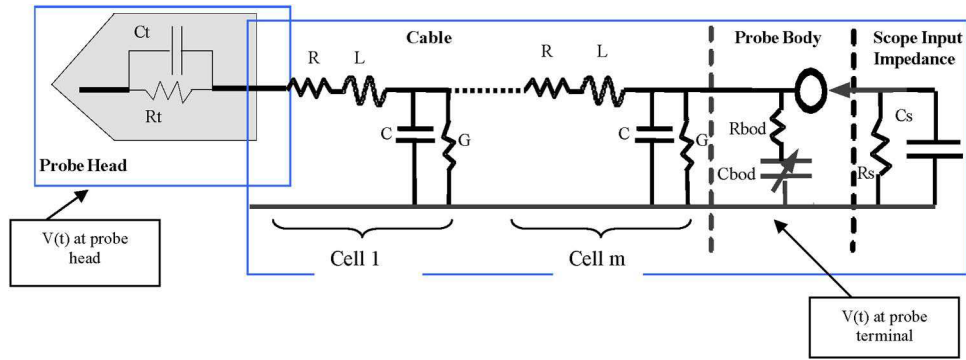 Cable
Probe Body
Scope Input
Impedance
Ct
Rt
Probe Head
R
L
C
G
R
L
C
G
Rbod
Cbod
Cs
Rs
V(t) at probe
head
Cell 1
Cell m
V(t) at probe
terminal